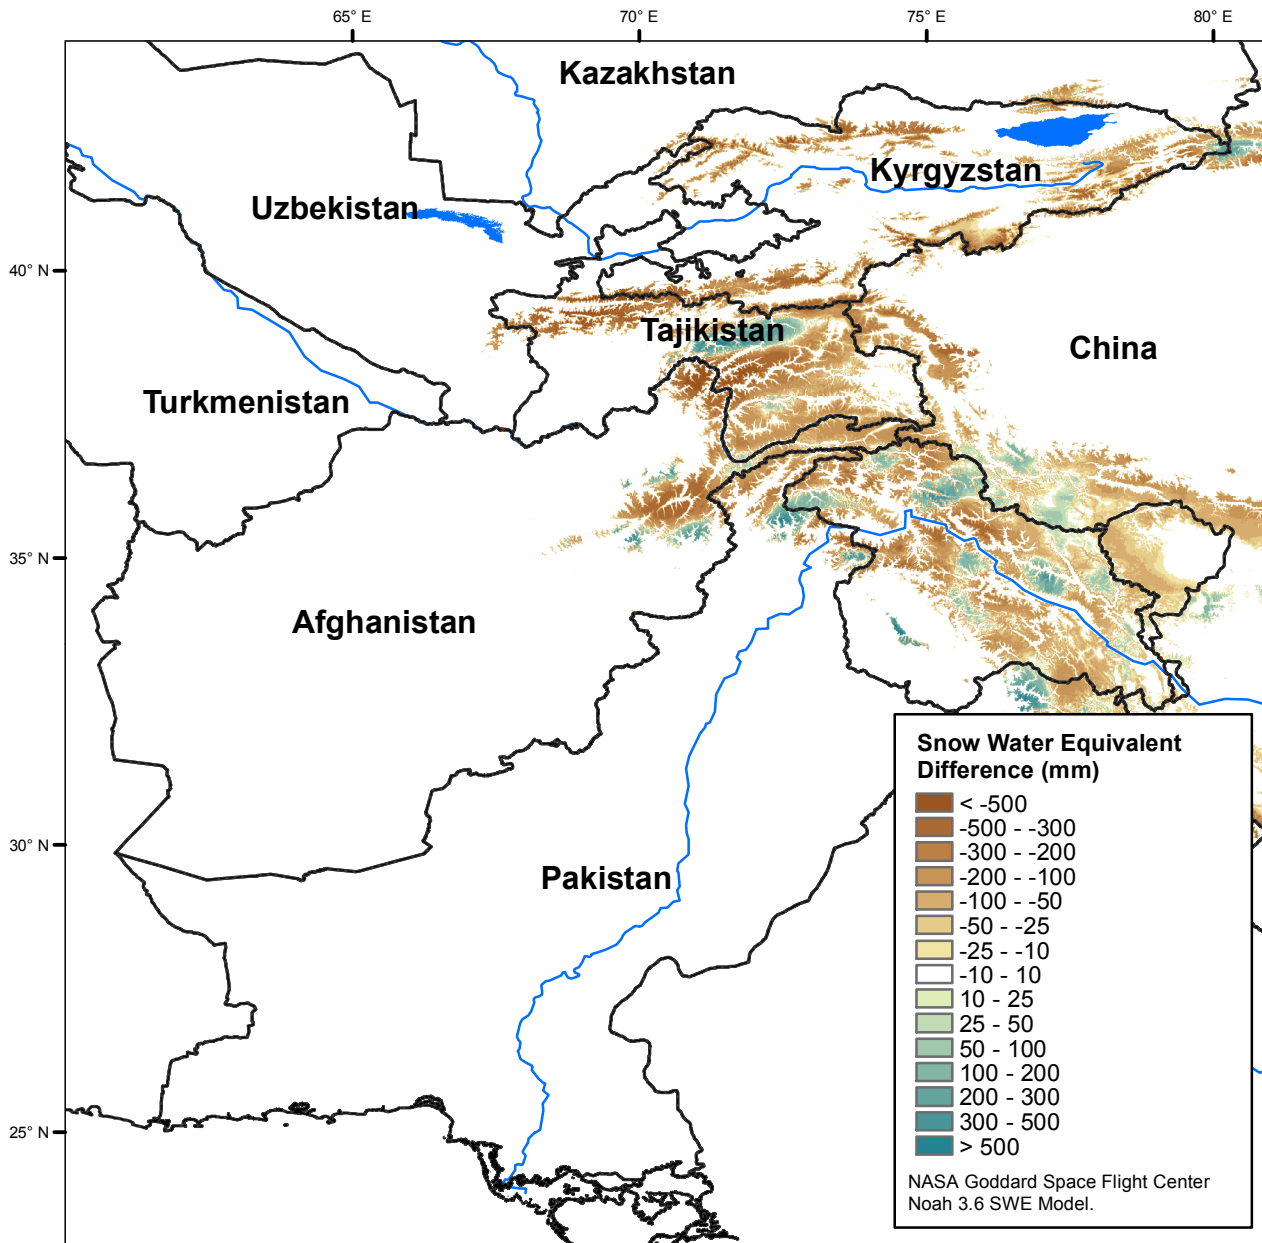 65° E
70° E
75° E
80° E
Kazakhstan
Kyrgyzstan
Uzbekistan
40° N
Tajikistan
China
Turkmenistan
35° N
Afghanistan
30° N
Pakistan
25° N
Snow Water Equivalent
Difference (mm)
< -500
-500 - -300
-300 - -200
-200 - -100
-100 - -50
-50 - -25
-25 - -10
-10 - 10
10 - 25
25 - 50
50 - 100
100 - 200
200 - 300
300 - 500
> 500
NASA Goddard Space Flight Center
Noah 3.6 SWE Model.